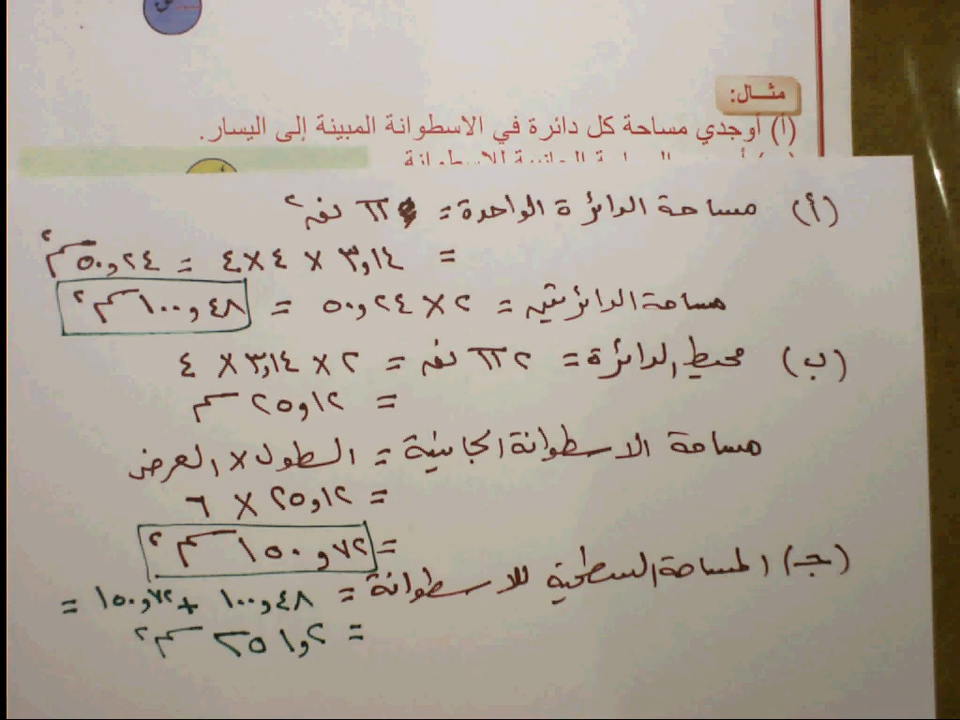 مثـــال:
(أ) أوجدي مساحة كل دائرة في الاسطوانة المبينة إلى اليسار.
(أ) مساحة الدائرة الواحدة = π نق٢
= ٣,١٤ × ٤×٤ = ٥٠,٢٤ سم٢
مساحة الدائرتين = ٢ × ٥٠,٢٤ = ١٠٠,٤٨ سم٢
(ب) محيط الدائرة = ٢ π نق = ٢ × ٣,١٤ × ٤
= ٢٥,١٢ سم
مساحة الاسطوانة الجانبية = الطول × العرض
= ٢٥,١٢ × ٦
= ١٥٠,٧٢ سم٢
(جـ) المساحة السطحية للاسطوانة = ١٠٠,٤٨ + ١٥٠,٧٢ =
= ٢٥١,٢ سم٢